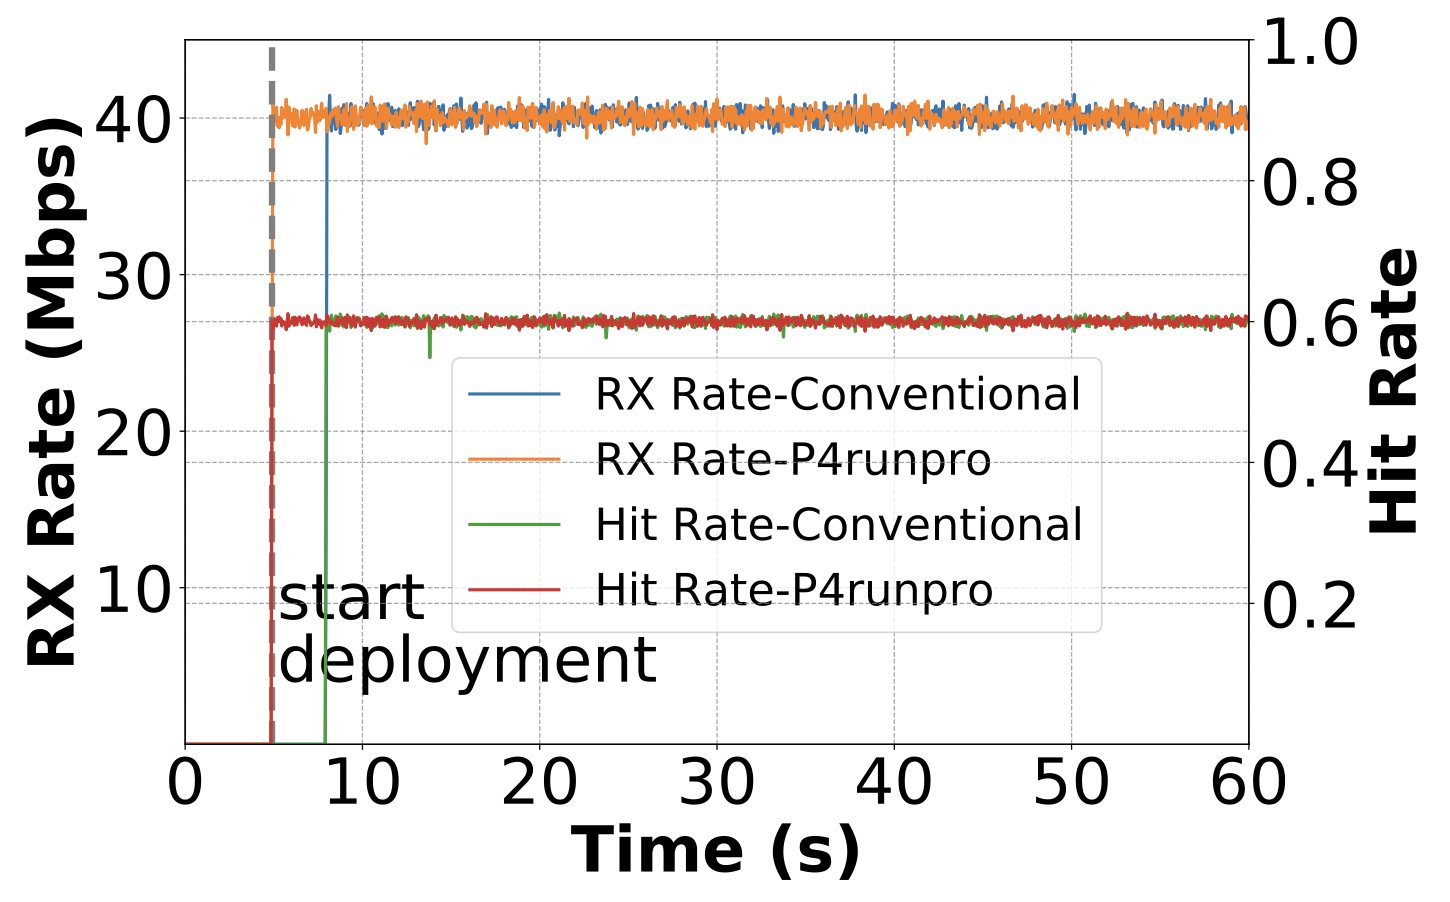 1.0
40
0.8
30
0.6
20
0.4
10
0.2
RX Rate (Mbps)
Hit Rate
RX Rate-Conventional
RX Rate-P4runpro
Hit Rate-Conventional
Hit Rate-P4runpro
start
deployment
0 10 20 30 40 50 60
Time (s)